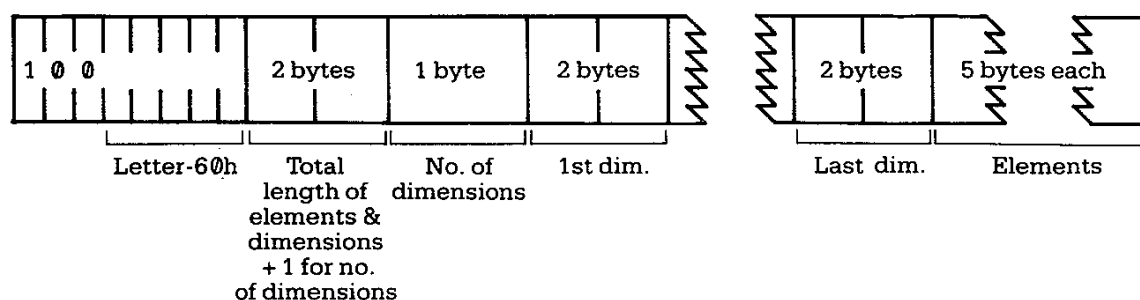 1 0 0
2 bytes
1 byte
2 bytes
2 bytes
5 bytes each
Letter-60h
Total
length of
elements &
dimensions
+ 1 for no.
of dimensions
No. of
dimensions
1st dim.
Last dim.
Elements